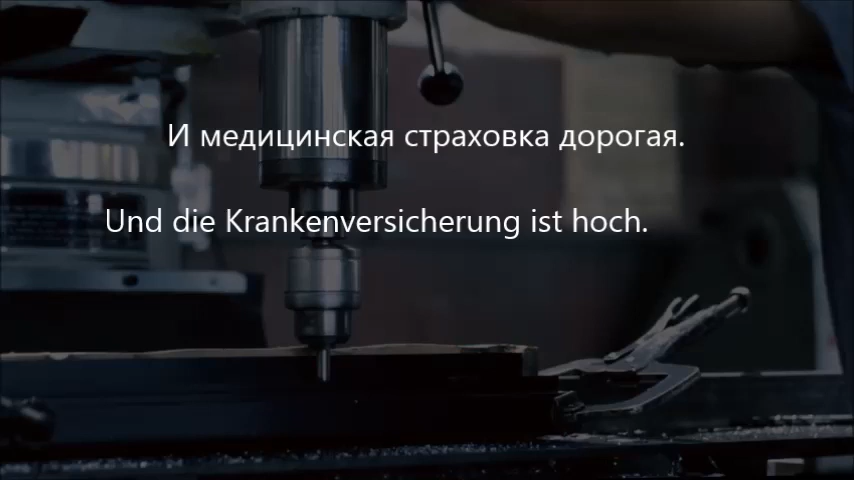 И медицинская страховка дорогая.
Und die Krankenversicherung ist hoch.